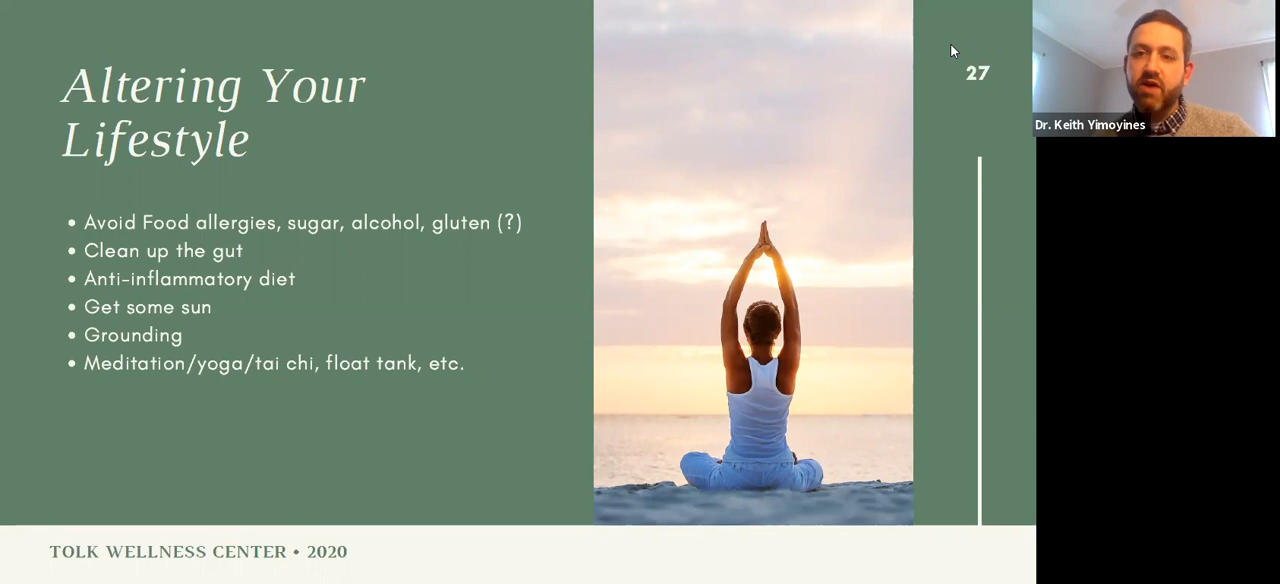 Altering Your
Lifestyle
• Avoid Food allergies, sugar, alcohol, gluten (?)
• Clean up the gut
• Anti-inflammatory diet
• Get some sun
• Grounding
• Meditation/yoga/tai chi, float tank, etc.
27
Dr. Keith Yimoyines
TOLK WELLNESS CENTER • 2020